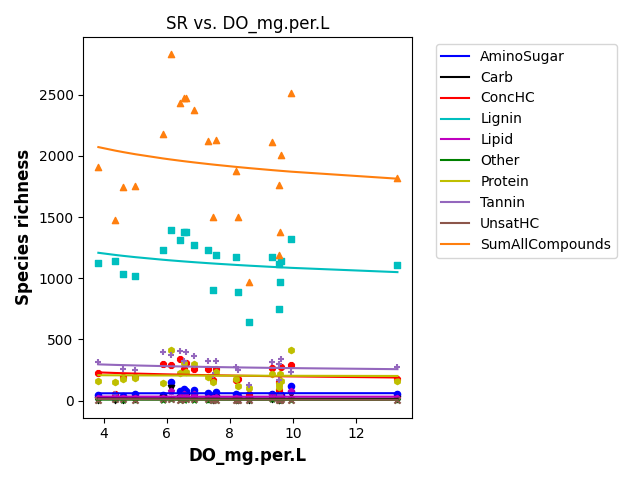 SR vs. DO_mg.per.L
AminoSugar
Carb
ConcHC
Lignin
Lipid
Other
Protein
Tannin
UnsatHC
SumAllCompounds
Species richness
2500
2000
1500
1000
500
0
4 6 8 10 12
DO_mg.per.L